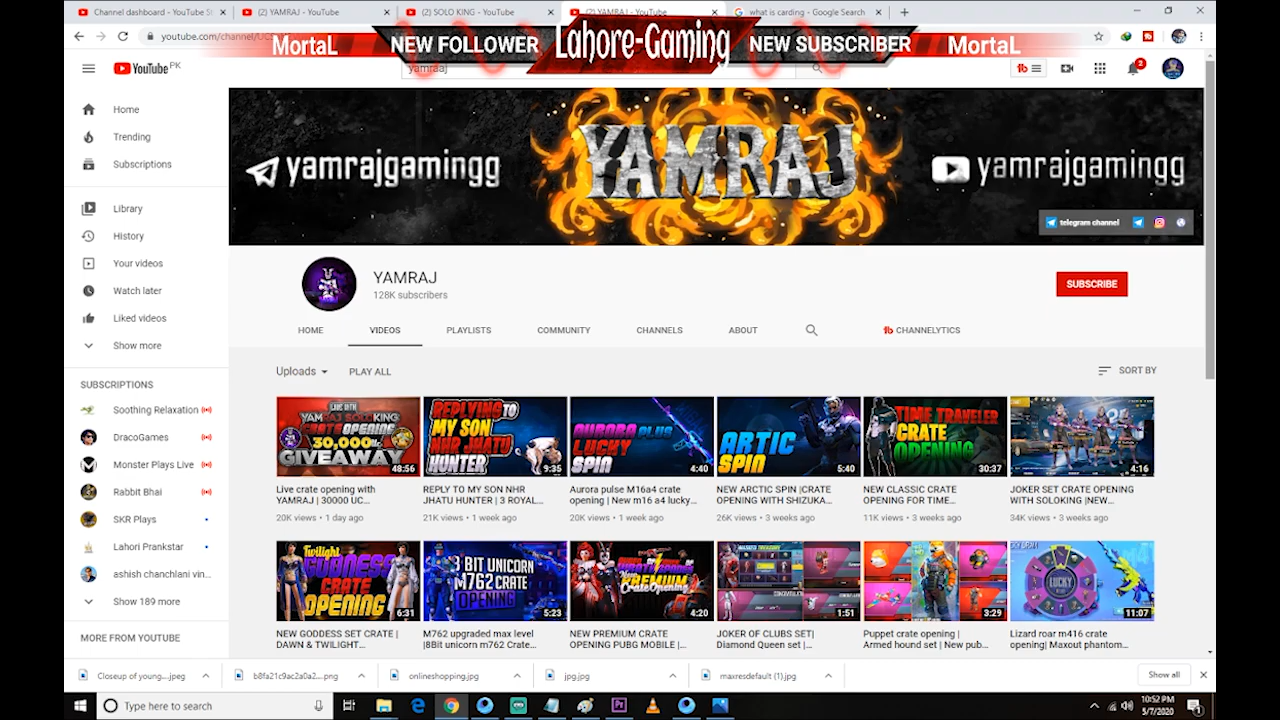 Channel dashboard - YouTube St
(2) YAMRAJ - YouTube
(2) SOLO KING - YouTube
(2) YAMRAJ - YouTube
what is carding - Google Search
youtube.com/channel/UC
MortaL
NEW FOLLOWER
Lahore-Gaming
NEW SUBSCRIBER
MortaL
YouTube PK
yamraaj
2
Home
Trending
Subscriptions
Library
History
Your videos
Watch later
Liked videos
Show more
SUBSCRIPTIONS
Soothing Relaxation
DracoGames
Monster Plays Live
Rabbit Bhai
SKR Plays
Lahori Prankstar
ashish chanchlani vin...
Show 189 more
MORE FROM YOUTUBE
yamrajgamingg
YAMRAJ
yamrajgamingg
telegram channel
YAMRAJ
128K subscribers
SUBSCRIBE
HOME
VIDEOS
PLAYLISTS
COMMUNITY
CHANNELS
ABOUT
CHANNELYTICS
Uploads
PLAY ALL
SORT BY
LIVE WITH
YAMRAJ SOLOKING
CRATE OPENING
30,000UC
GIVEAWAY
48:56
Live crate opening with
YAMRAJ | 30000 UC...
20K views • 1 day ago
REPLYING TO
MY SON
NHR JHATU
HUNTER
9:35
REPLY TO MY SON NHR
JHATU HUNTER | 3 ROYAL...
21K views • 1 week ago
AURORA PULSE
LUCKY
SPIN
4:40
Aurora pulse M16a4 crate
opening | New m16 a4 lucky...
20K views • 1 week ago
ARTIC
SPIN
5:40
NEW ARCTIC SPIN |CRATE
OPENING WITH SHIZUKA...
26K views • 3 weeks ago
TIME TRAVELER
CRATE
OPENING
30:37
NEW CLASSIC CRATE
OPENING FOR TIME...
11K views • 3 weeks ago
4:16
JOKER SET CRATE OPENING
WITH SOLOKING |NEW...
34K views • 3 weeks ago
Twilight
GODNESS
CRATE
OPENING
6:31
NEW GODDESS SET CRATE |
DAWN & TWILIGHT...
8 BIT UNICORN
M762 CRATE
OPENING
5:23
M762 upgraded max level
|8Bit unicorn m762 Crate...
PREMIUM
Crate Opening
4:20
NEW PREMIUM CRATE
OPENING PUBG MOBILE |...
1:51
JOKER OF CLUBS SET|
Diamond Queen set |...
3:29
Puppet crate opening |
Armed hound set | New pub...
LUCKY
11:07
Lizard roar m416 crate
opening| Maxout phantom...
Closeup of young....jpeg
b8fa21c9ac2a0a2....png
onlineshopping.jpg
jpg.jpg
maxresdefault (1).jpg
Show all
Type here to search
10:52 PM
5/7/2020
1